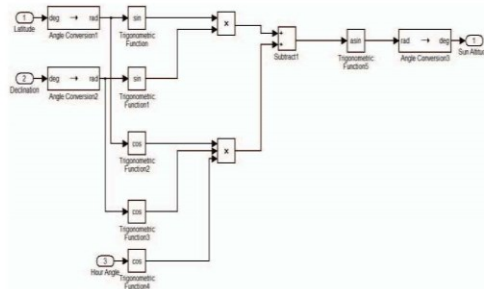 1
Latitude
deg → rad
Angle Conversion1
sin
Trigonometric
Function
x
2
Declination
deg → rad
Angle Conversion2
sin
Trigonometric
Function1
+
+
Subtract1
asin
Trigonometric
Function5
rad → deg
Angle Conversion3
1
Sun Altitude
cos
Trigonometric
Function2
x
cos
Trigonometric
Function3
3
Hour Angle
cos
Trigonometric
Function4